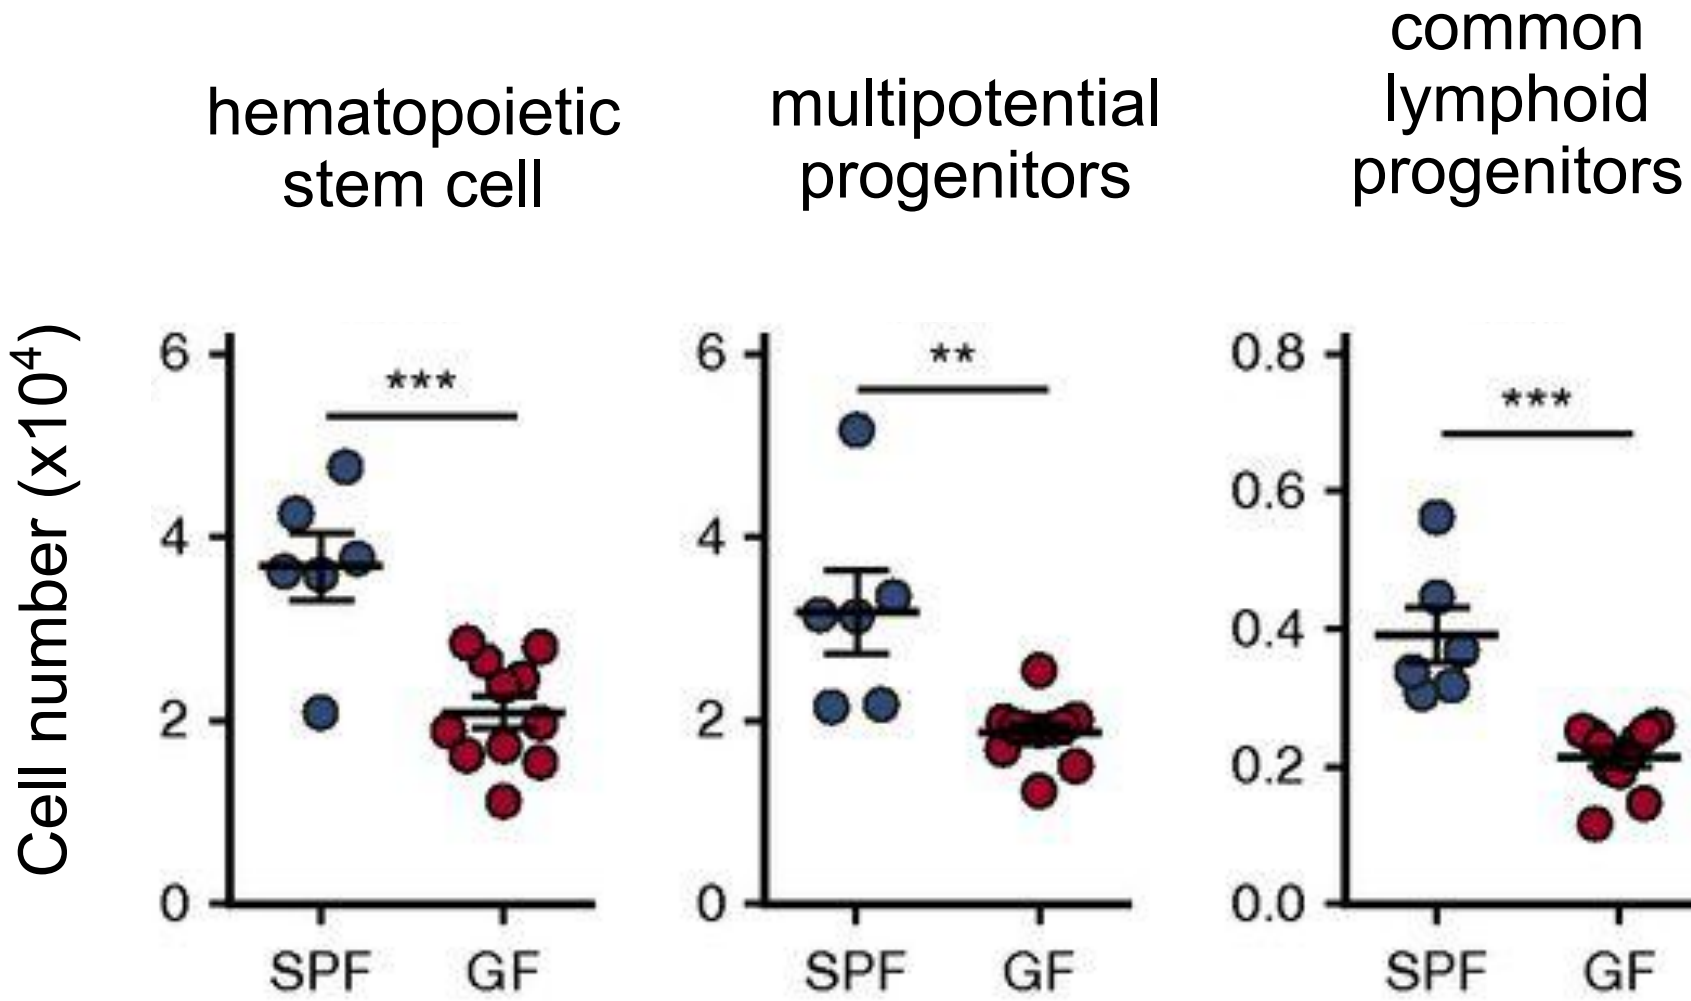 hematopoietic
stem cell
multipotential
progenitors
common
lymphoid
progenitors
Cell number (x10⁴)
6
4
2
0
***
SPF GF
6
4
2
0
**
SPF GF
0.8
0.6
0.4
0.2
0.0
***
SPF GF